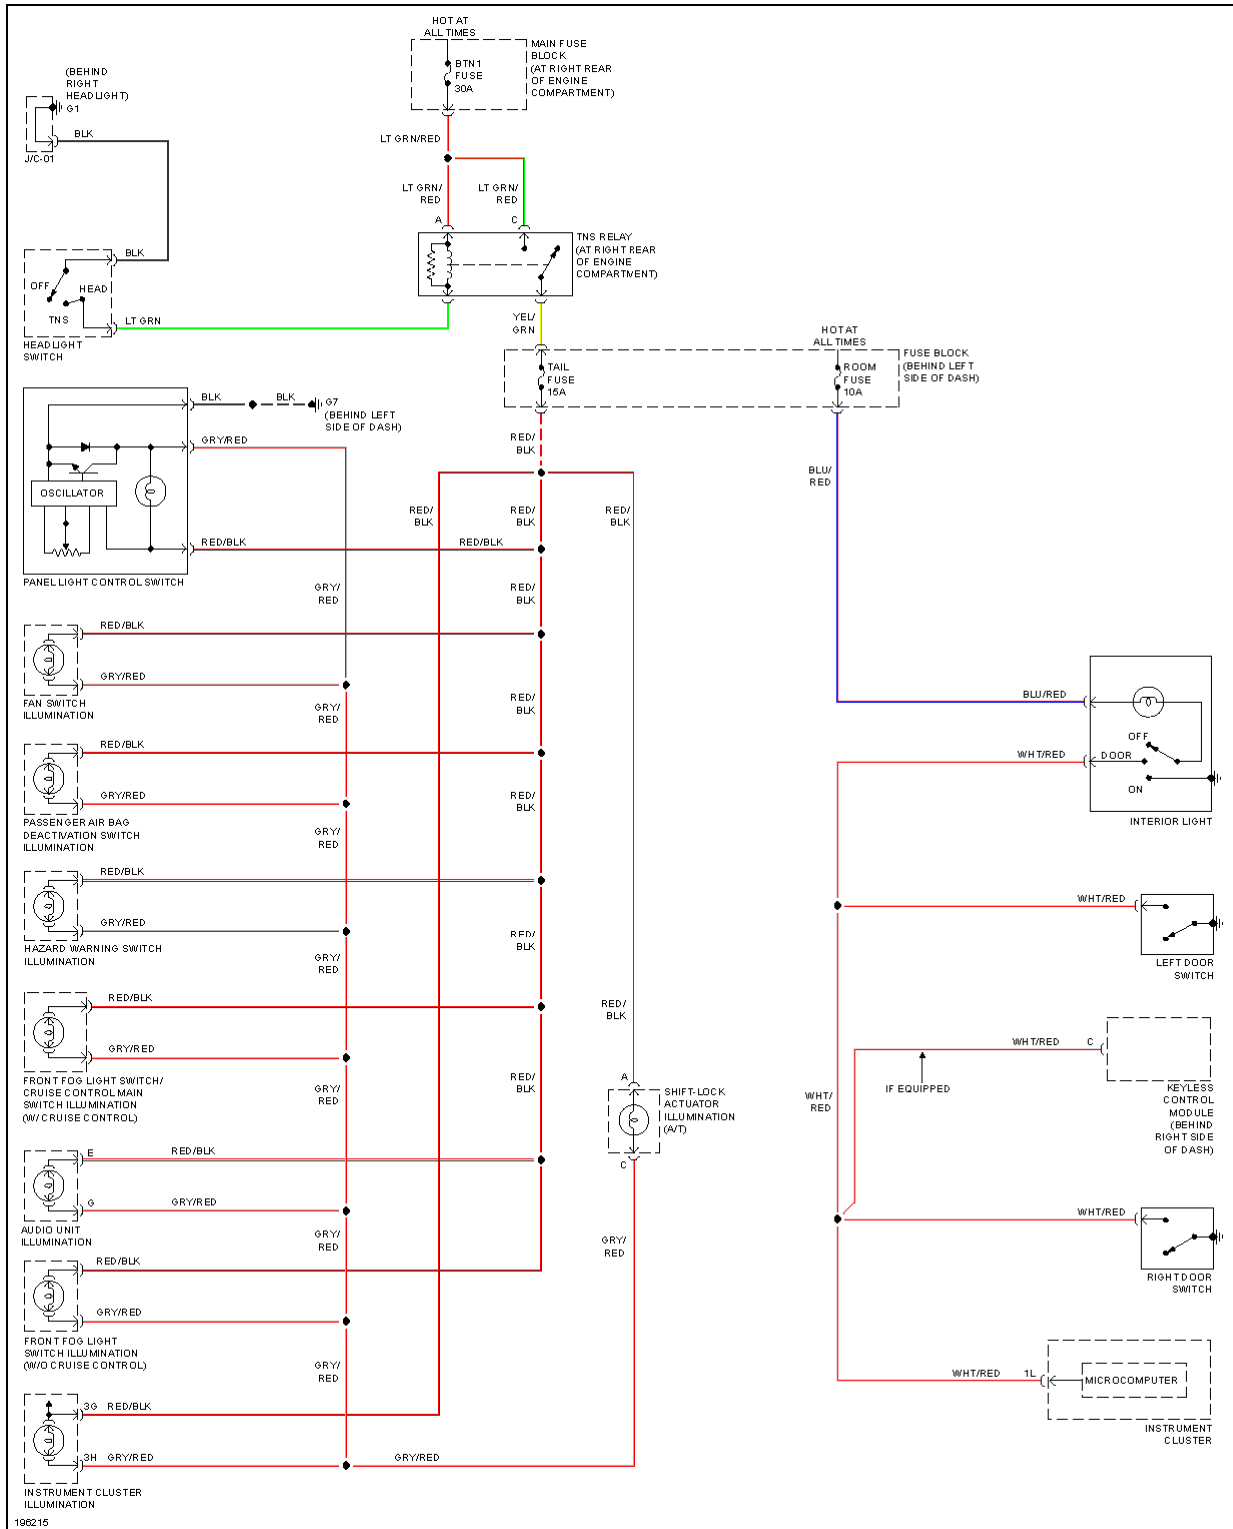 HOT AT
ALL TIMES
MAIN FUSE
BLOCK
(AT RIGHT REAR
OF ENGINE
COMPARTMENT)
BTN1
FUSE
30A
(BEHIND
RIGHT
HEADLIGHT)
G1
BLK
J/C-01
LT GRN/RED
LT GRN/
RED
LT GRN/
RED
A
C
TNS RELAY
(AT RIGHT REAR
OF ENGINE
COMPARTMENT)
BLK
OFF
HEAD
TNS
LT GRN
HEADLIGHT
SWITCH
YEL/
GRN
HOT AT
ALL TIMES
TAIL
FUSE
15A
ROOM
FUSE
10A
FUSE BLOCK
(BEHIND LEFT
SIDE OF DASH)
BLK
BLK
G7
(BEHIND LEFT
SIDE OF DASH)
GRY/RED
RED/
BLK
BLU/
RED
OSCILLATOR
RED/
BLK
RED/
BLK
RED/
BLK
RED/BLK
RED/BLK
PANEL LIGHT CONTROL SWITCH
GRY/
RED
RED/
BLK
RED/BLK
GRY/RED
FAN SWITCH
ILLUMINATION
GRY/
RED
RED/
BLK
BLU/RED
OFF
WHT/RED
DOOR
ON
INTERIOR LIGHT
RED/BLK
GRY/RED
PASSENGER AIR BAG
DEACTIVATION SWITCH
ILLUMINATION
GRY/
RED
RED/
BLK
RED/BLK
GRY/RED
HAZARD WARNING SWITCH
ILLUMINATION
GRY/
RED
RED/
BLK
WHT/RED
LEFT DOOR
SWITCH
RED/BLK
GRY/RED
FRONT FOG LIGHT SWITCH/
CRUISE CONTROL MAIN
SWITCH ILLUMINATION
(W/ CRUISE CONTROL)
GRY/
RED
RED/
BLK
RED/
BLK
A
SHIFT-LOCK
ACTUATOR
ILLUMINATION
(A/T)
C
WHT/RED
C
IF EQUIPPED
KEYLESS
CONTROL
MODULE
(BEHIND
RIGHT SIDE
OF DASH)
WHT/
RED
E
RED/BLK
G
GRY/RED
AUDIO UNIT
ILLUMINATION
GRY/
RED
GRY/
RED
WHT/RED
RIGHT DOOR
SWITCH
RED/BLK
GRY/RED
FRONT FOG LIGHT
SWITCH ILLUMINATION
(W/O CRUISE CONTROL)
GRY/
RED
WHT/RED
1L
MICROCOMPUTER
INSTRUMENT
CLUSTER
3G
RED/BLK
3H
GRY/RED
GRY/RED
INSTRUMENT CLUSTER
ILLUMINATION
196215